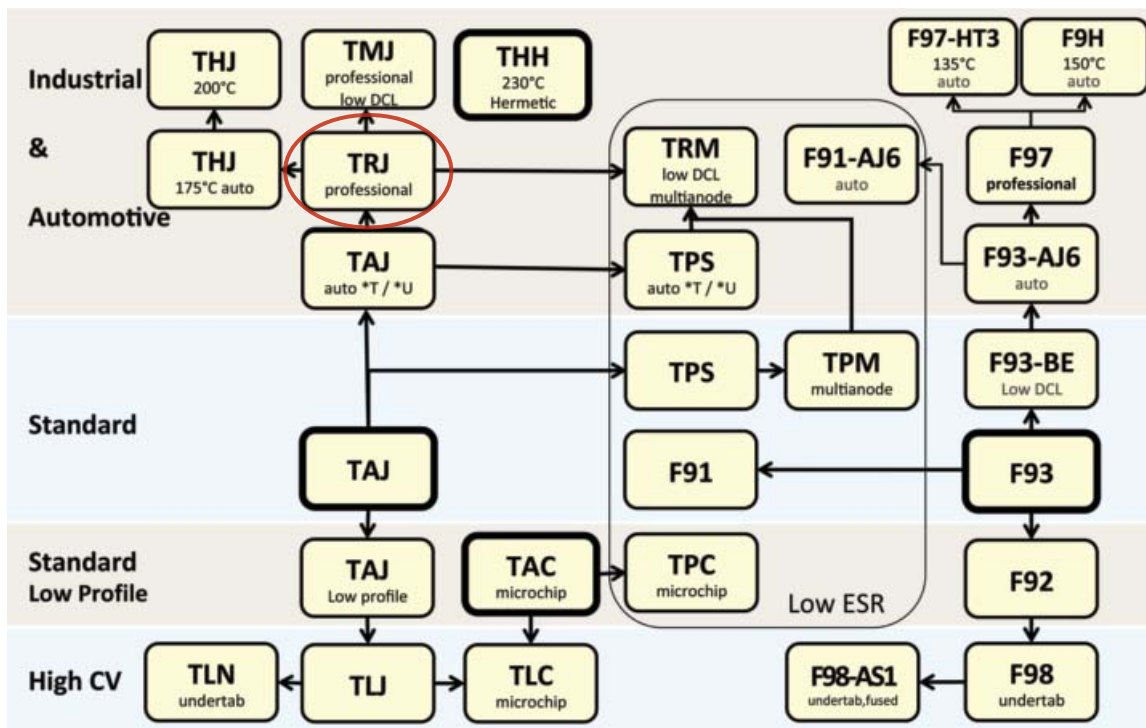 Industrial
&
Automotive
THJ
200°C
TMJ
professional
low DCL
THH
230°C
Hermetic
F97-HT3
135°C
auto
F9H
150°C
auto
THJ
175°C auto
TRJ
professional
TRM
low DCL
multianode
F91-AJ6
auto
F97
professional
TAJ
auto *T / *U
TPS
auto *T / *U
F93-AJ6
auto
Standard
TPS
TPM
multianode
F93-BE
Low DCL
TAJ
F91
F93
Standard
Low Profile
TAJ
Low profile
TAC
microchip
TPC
microchip
Low ESR
F92
High CV
TLN
undertab
TLJ
TLC
microchip
F98-AS1
undertab,fused
F98
undertab